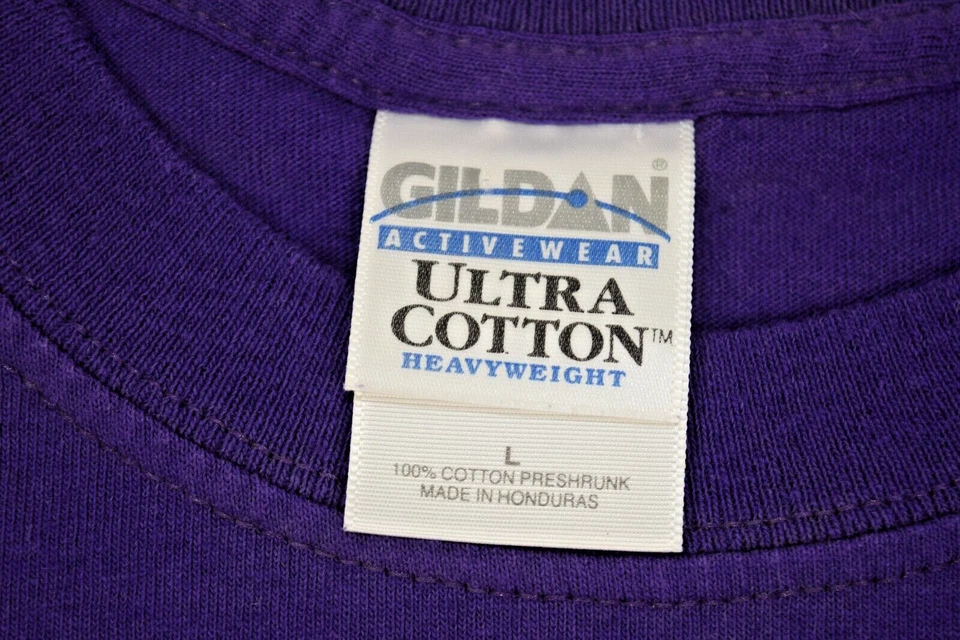 GILDAN®
ACTIVEWEAR
ULTRA
COTTON™
HEAVYWEIGHT
L
100% COTTON PRESHRUNK
MADE IN HONDURAS